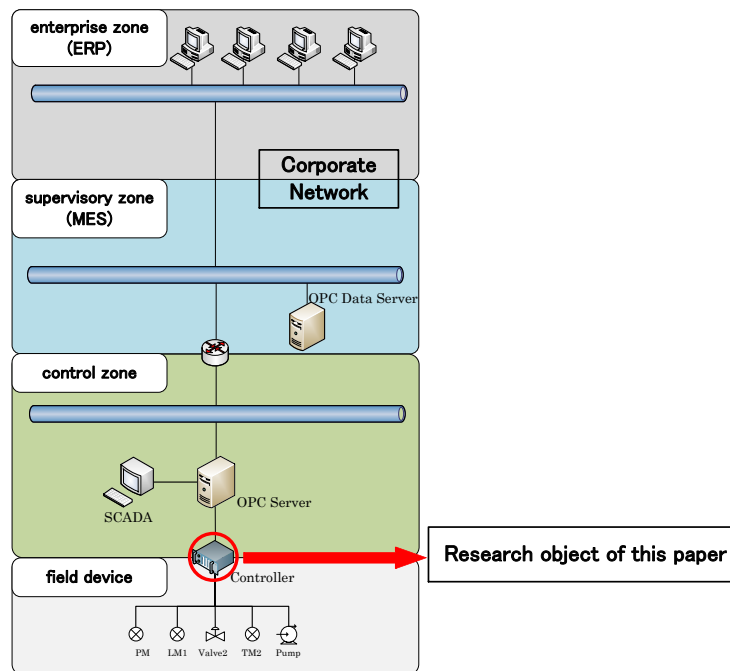 enterprise zone
(ERP)
Corporate
Network
supervisory zone
(MES)
OPC Data Server
control zone
SCADA
OPC Server
Research object of this paper
field device
Controller
PM LM1 Valve2 TM2 Pump